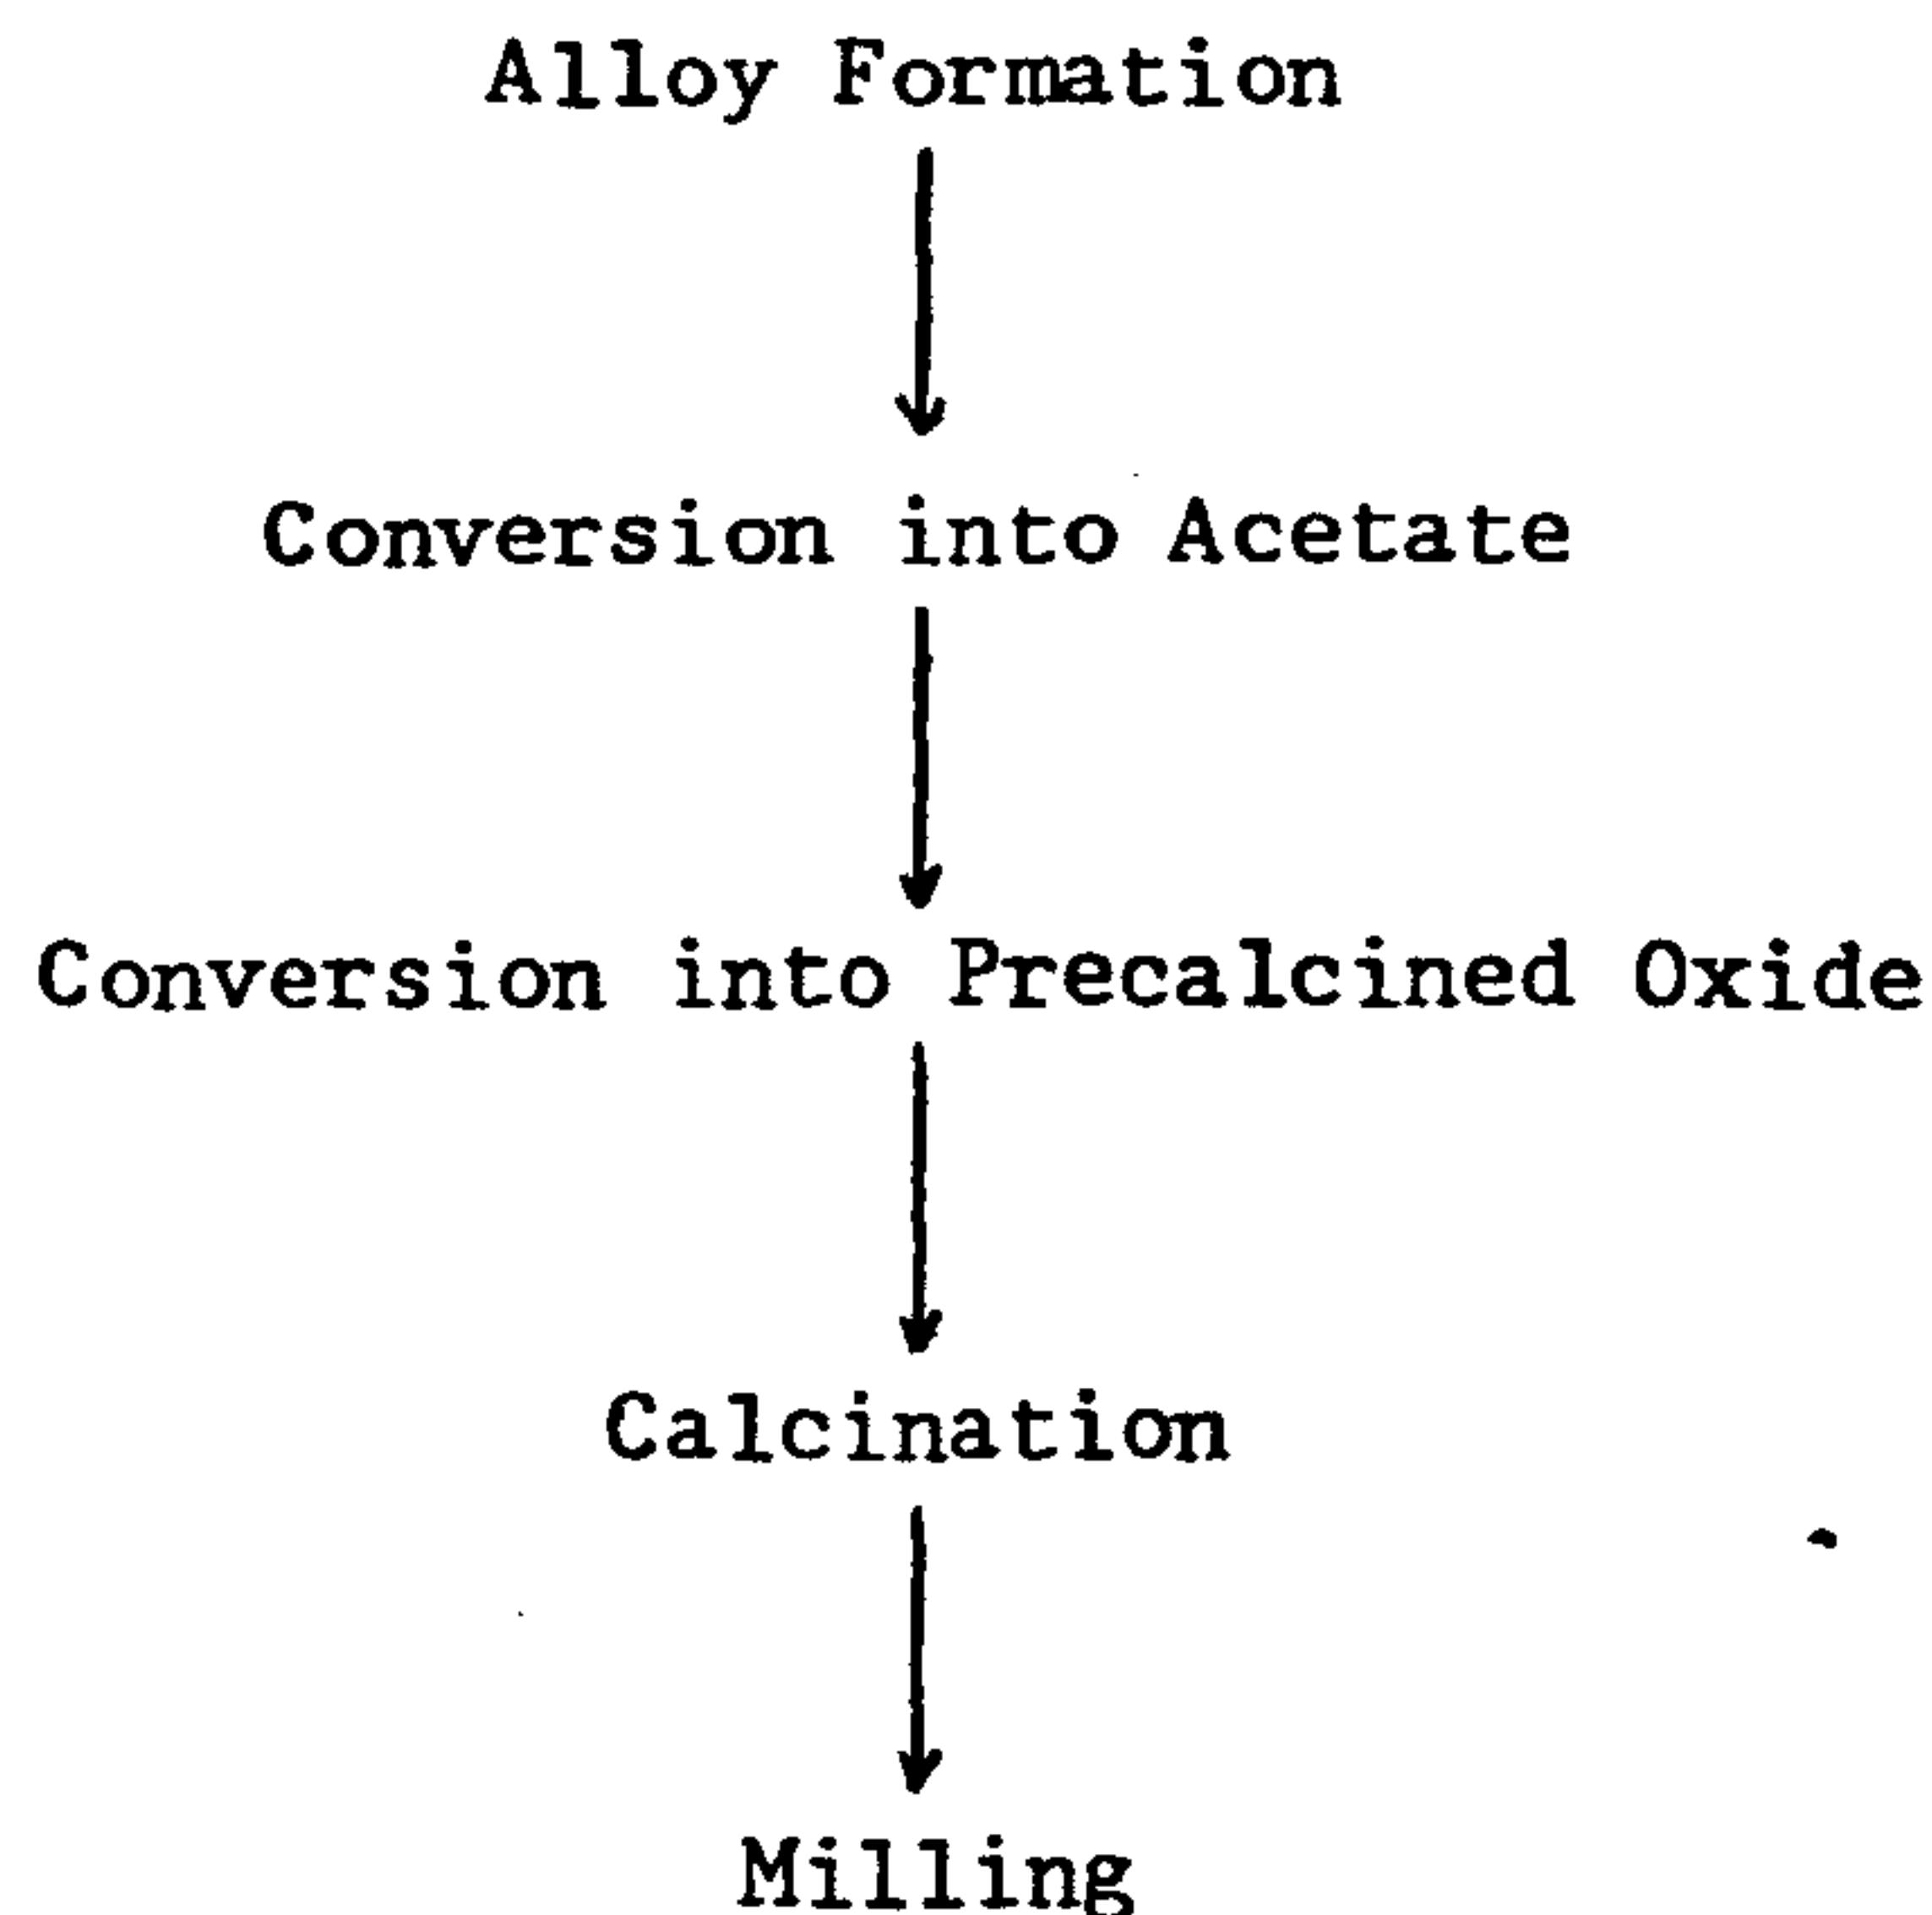 Alloy Formation
Conversion into Acetate
Conversion into Precalcined Oxide
Calcination
Milling